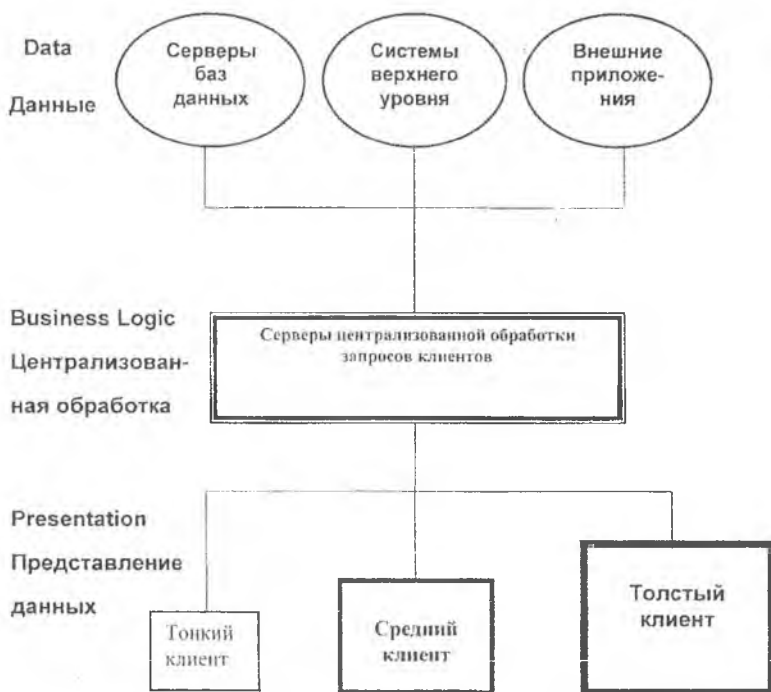 Data
Данные
Серверы
баз
данных
Системы
верхнего
уровня
Внешние
приложе-
ния
Business Logic
Централизован-
ная обработка
Серверы централизованной обработки
запросов клиентов
Presentation
Представление
данных
Тонкий
клиент
Средний
клиент
Толстый
клиент